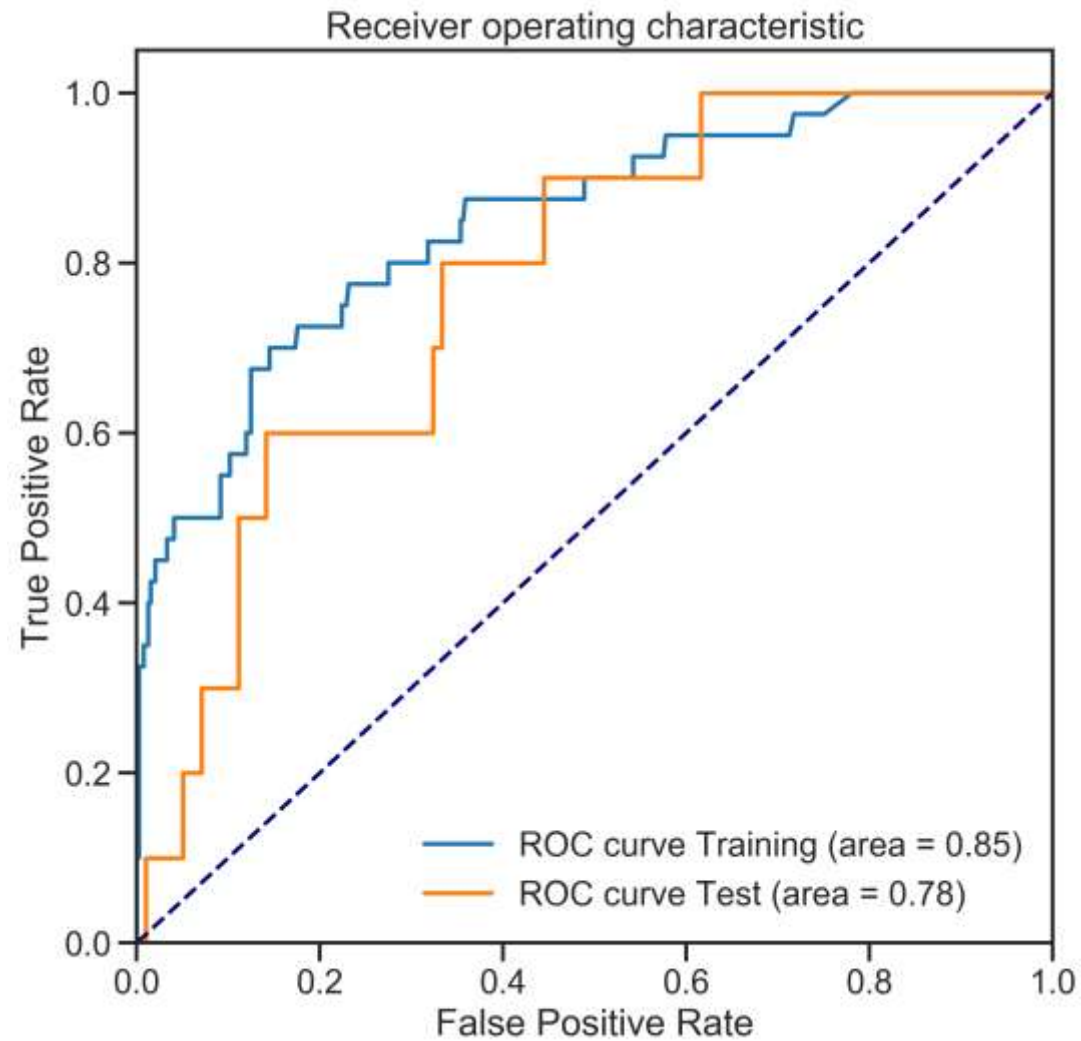 Receiver operating characteristic
1.0
0.8
0.6
0.4
0.2
0.0
True Positive Rate
ROC curve Training (area = 0.85)
ROC curve Test (area = 0.78)
0.0 0.2 0.4 0.6 0.8 1.0
False Positive Rate